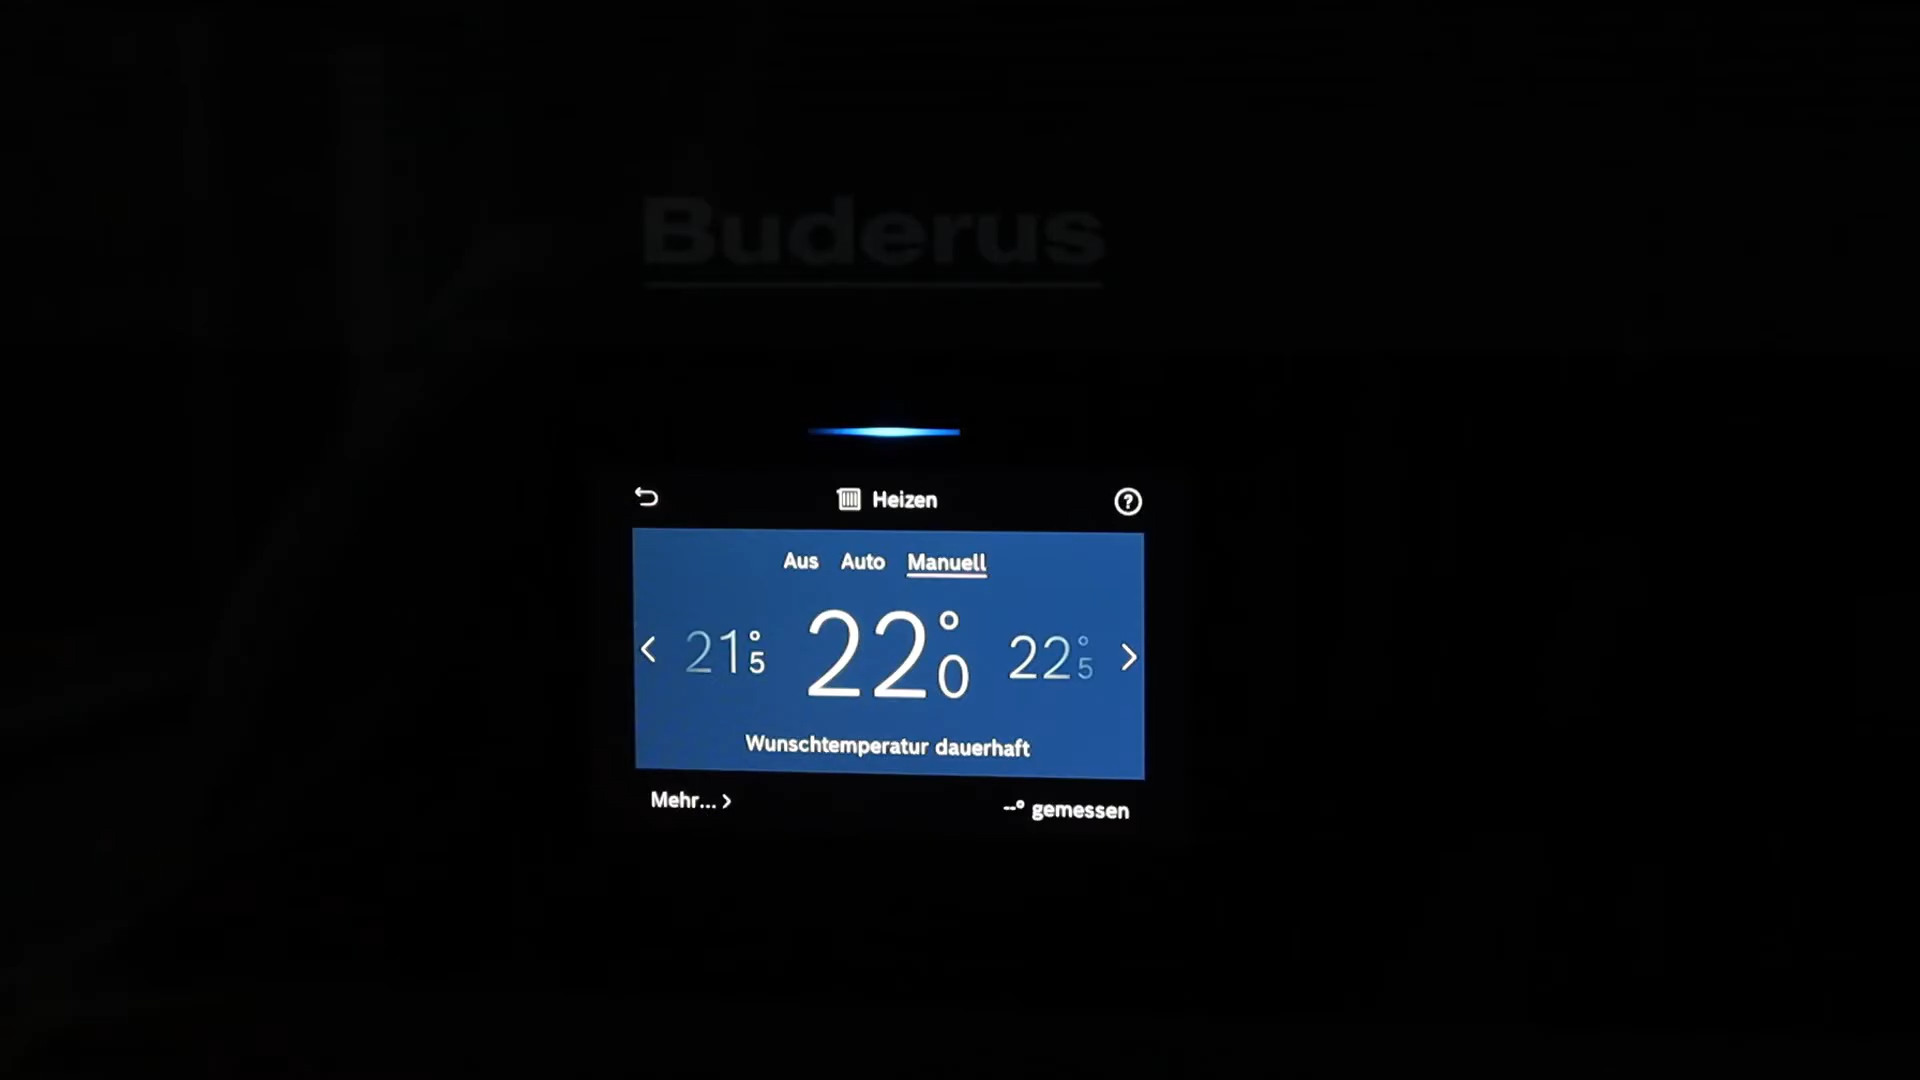 Buderus
Heizen
Aus Auto Manuell
21°5 22°0 22°5
Wunschtemperatur dauerhaft
Mehr... --° gemessen